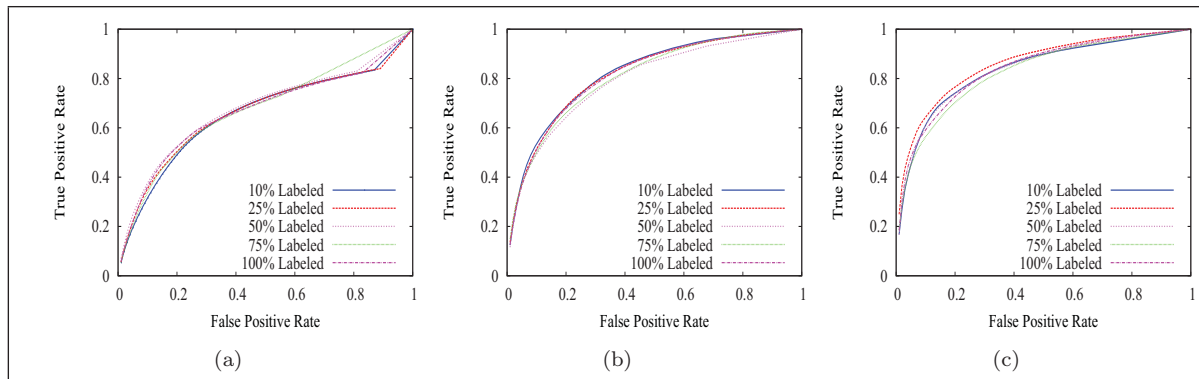 1
0.8
0.6
0.4
0.2
0
True Positive Rate
10% Labeled
25% Labeled
50% Labeled
75% Labeled
100% Labeled
0 0.2 0.4 0.6 0.8 1
False Positive Rate
(a)
1
0.8
0.6
0.4
0.2
0
True Positive Rate
10% Labeled
25% Labeled
50% Labeled
75% Labeled
100% Labeled
0 0.2 0.4 0.6 0.8 1
False Positive Rate
(b)
1
0.8
0.6
0.4
0.2
0
True Positive Rate
10% Labeled
25% Labeled
50% Labeled
75% Labeled
100% Labeled
0 0.2 0.4 0.6 0.8 1
False Positive Rate
(c)